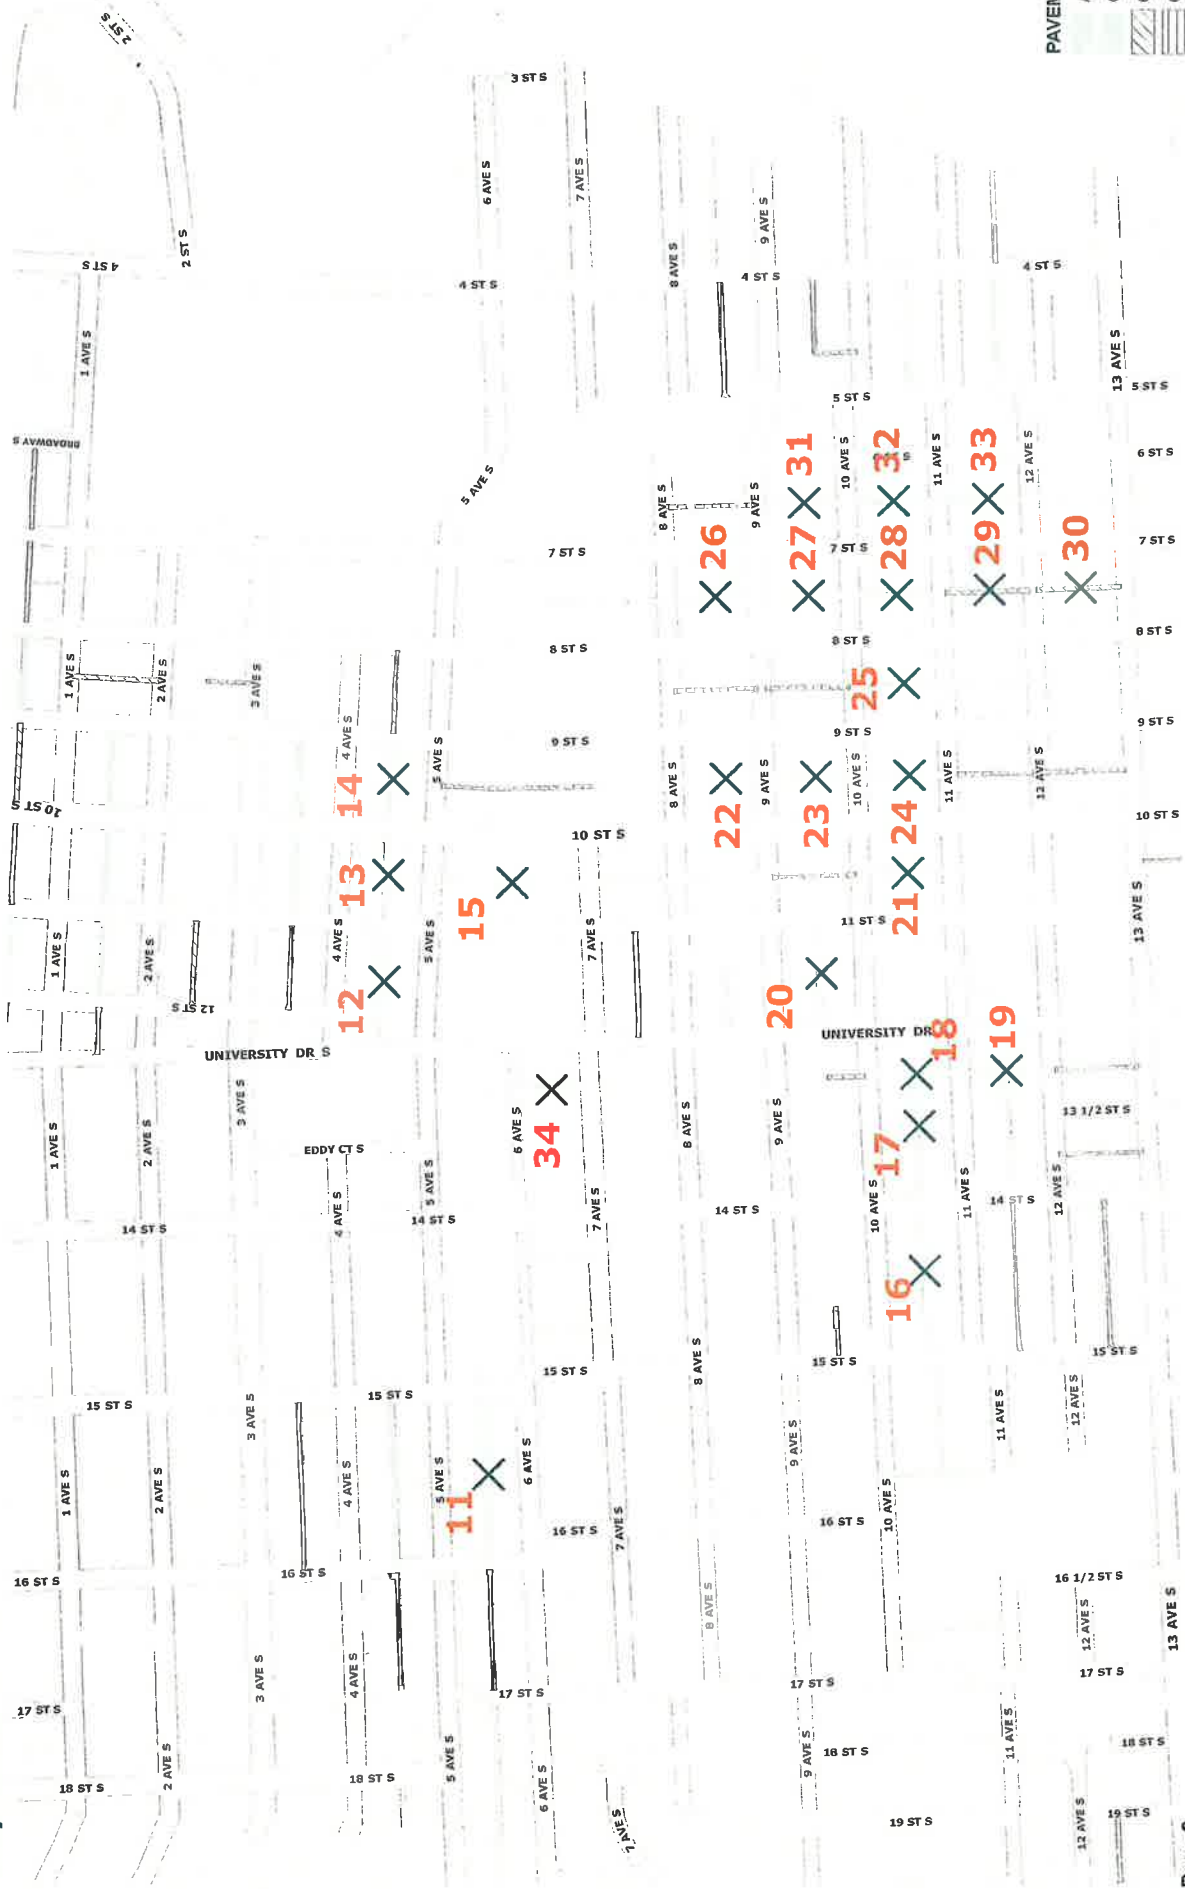 2 ST S
PAVEM
3 ST S
6 AVE S
7 AVE S
9 AVE S
2 ST S
4 ST S
4 ST S
8 AVE S
4 ST S
4 ST S
1 AVE S
13 AVE S
5 ST S
5 ST S
BROADWAY S
5 AVE S
10 AVE S
32
11 AVE S
12 AVE S
6 ST S
31
33
8 AVE S
9 AVE S
7 ST S
26
27
7 ST S
28
29
30
7 ST S
8 ST S
8 ST S
8 ST S
1 AVE S
2 AVE S
3 AVE S
25
4 AVE S
9 ST S
9 ST S
9 ST S
14
5 AVE S
8 AVE S
9 AVE S
10 AVE S
11 AVE S
12 AVE S
10 ST S
22
23
24
10 ST S
10 ST S
13
15
21
11 ST S
1 AVE S
2 AVE S
4 AVE S
5 AVE S
7 AVE S
13 AVE S
12
20
12 ST S
UNIVERSITY DR S
UNIVERSITY DR
18
19
3 AVE S
6 AVE S
34
8 AVE S
9 AVE S
17
13 1/2 ST S
1 AVE S
2 AVE S
EDDY CT S
4 AVE S
5 AVE S
7 AVE S
10 AVE S
11 AVE S
12 AVE S
14 ST S
14 ST S
14 ST S
14 ST S
16
15 ST S
15 ST S
15 ST S
15 ST S
15 ST S
8 AVE S
3 AVE S
9 AVE S
11 AVE S
12 AVE S
1 AVE S
2 AVE S
4 AVE S
5 AVE S
6 AVE S
11
16 ST S
7 AVE S
16 ST S
10 AVE S
16 ST S
16 ST S
16 1/2 ST S
8 AVE S
12 AVE S
13 AVE S
3 AVE S
4 AVE S
17 ST S
17 ST S
17 ST S
17 ST S
2 AVE S
5 AVE S
9 AVE S
11 AVE S
18 ST S
18 ST S
18 ST S
18 ST S
6 AVE S
7 AVE S
19 ST S
12 AVE S
19 ST S